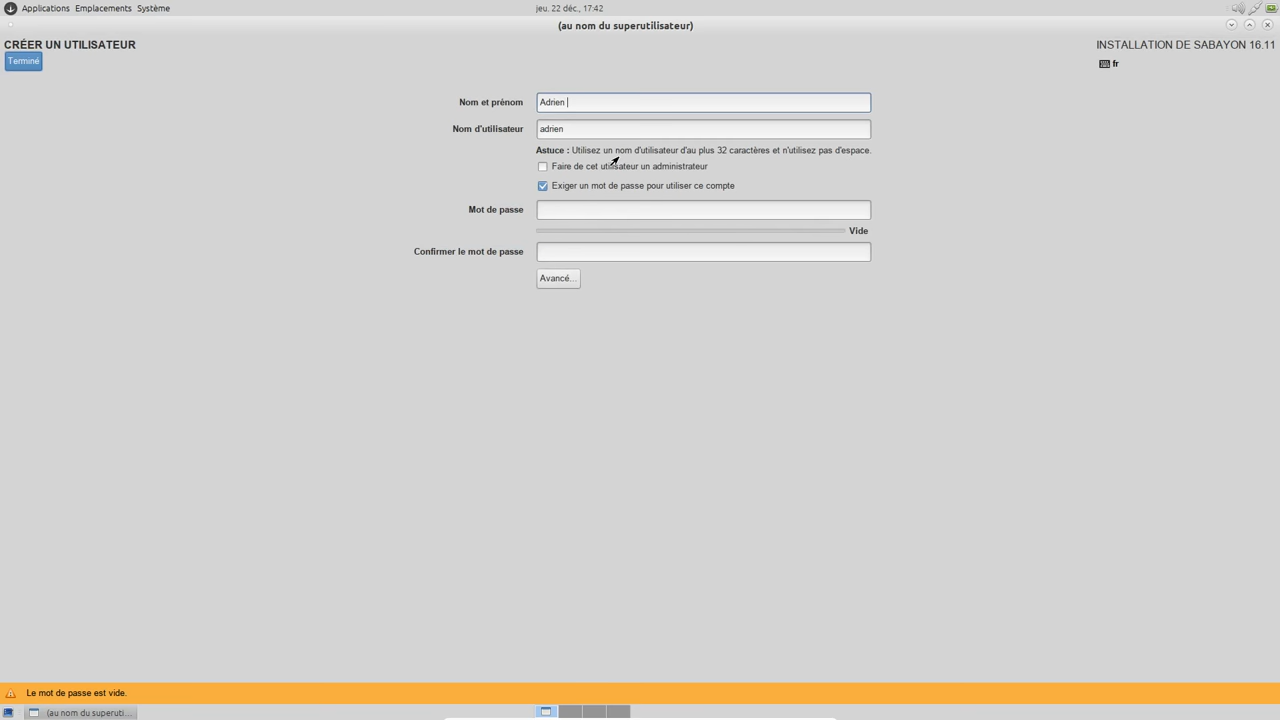 Applications Emplacements Système
jeu. 22 déc., 17:42
(au nom du superutilisateur)
CRÉER UN UTILISATEUR
INSTALLATION DE SABAYON 16.11
Terminé
fr
Nom et prénom
Adrien
Nom d'utilisateur
adrien
Astuce : Utilisez un nom d'utilisateur d'au plus 32 caractères et n'utilisez pas d'espace.
Faire de cet utilisateur un administrateur
Exiger un mot de passe pour utiliser ce compte
Mot de passe
Vide
Confirmer le mot de passe
Avancé...
Le mot de passe est vide.
(au nom du superuti...